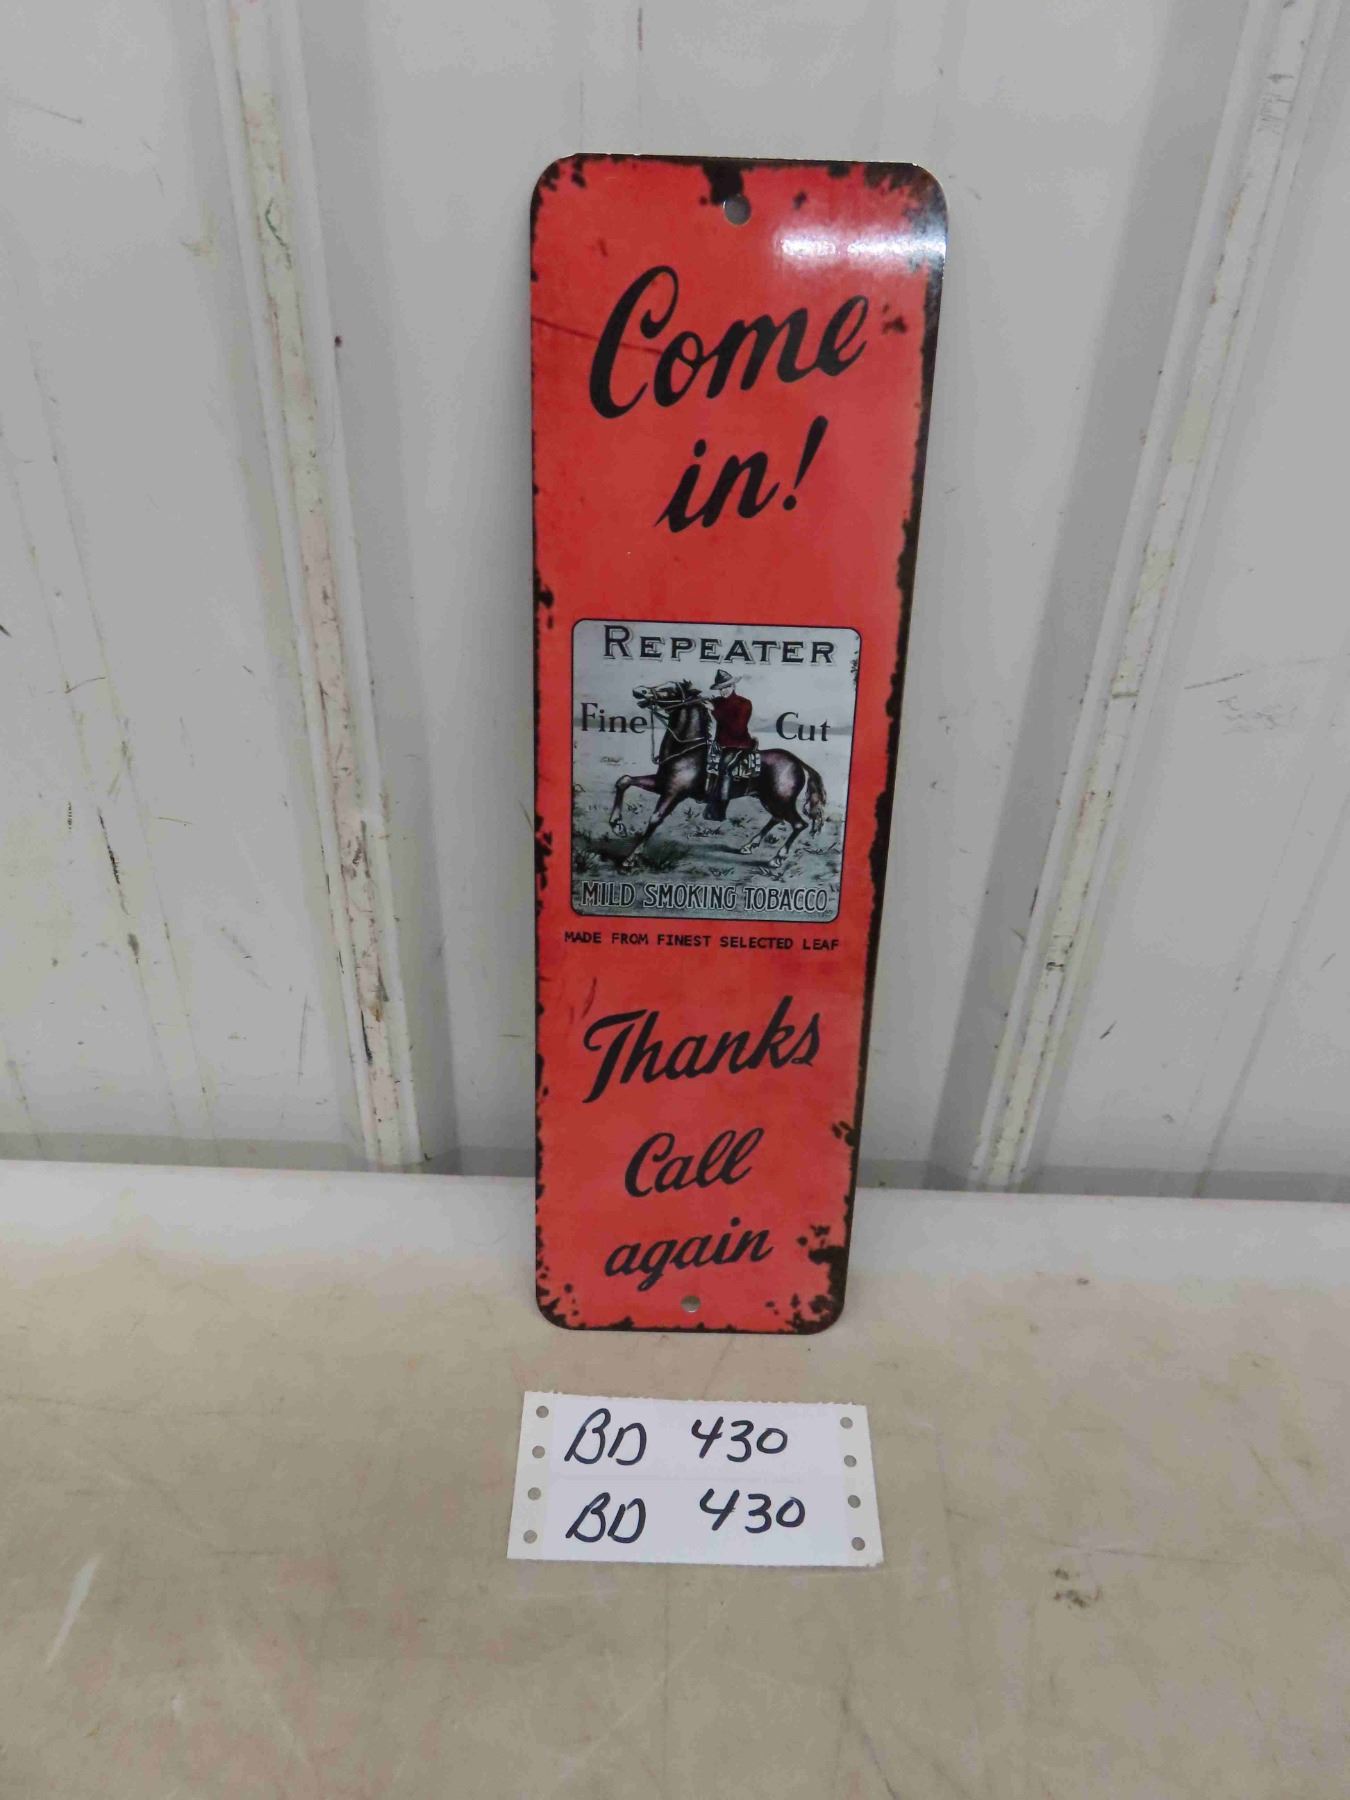 Come
in!
REPEATER
Fine Cut
MILD SMOKING TOBACCO
MADE FROM FINEST SELECTED LEAF
Thanks
Call
again
BD 430
BD 430